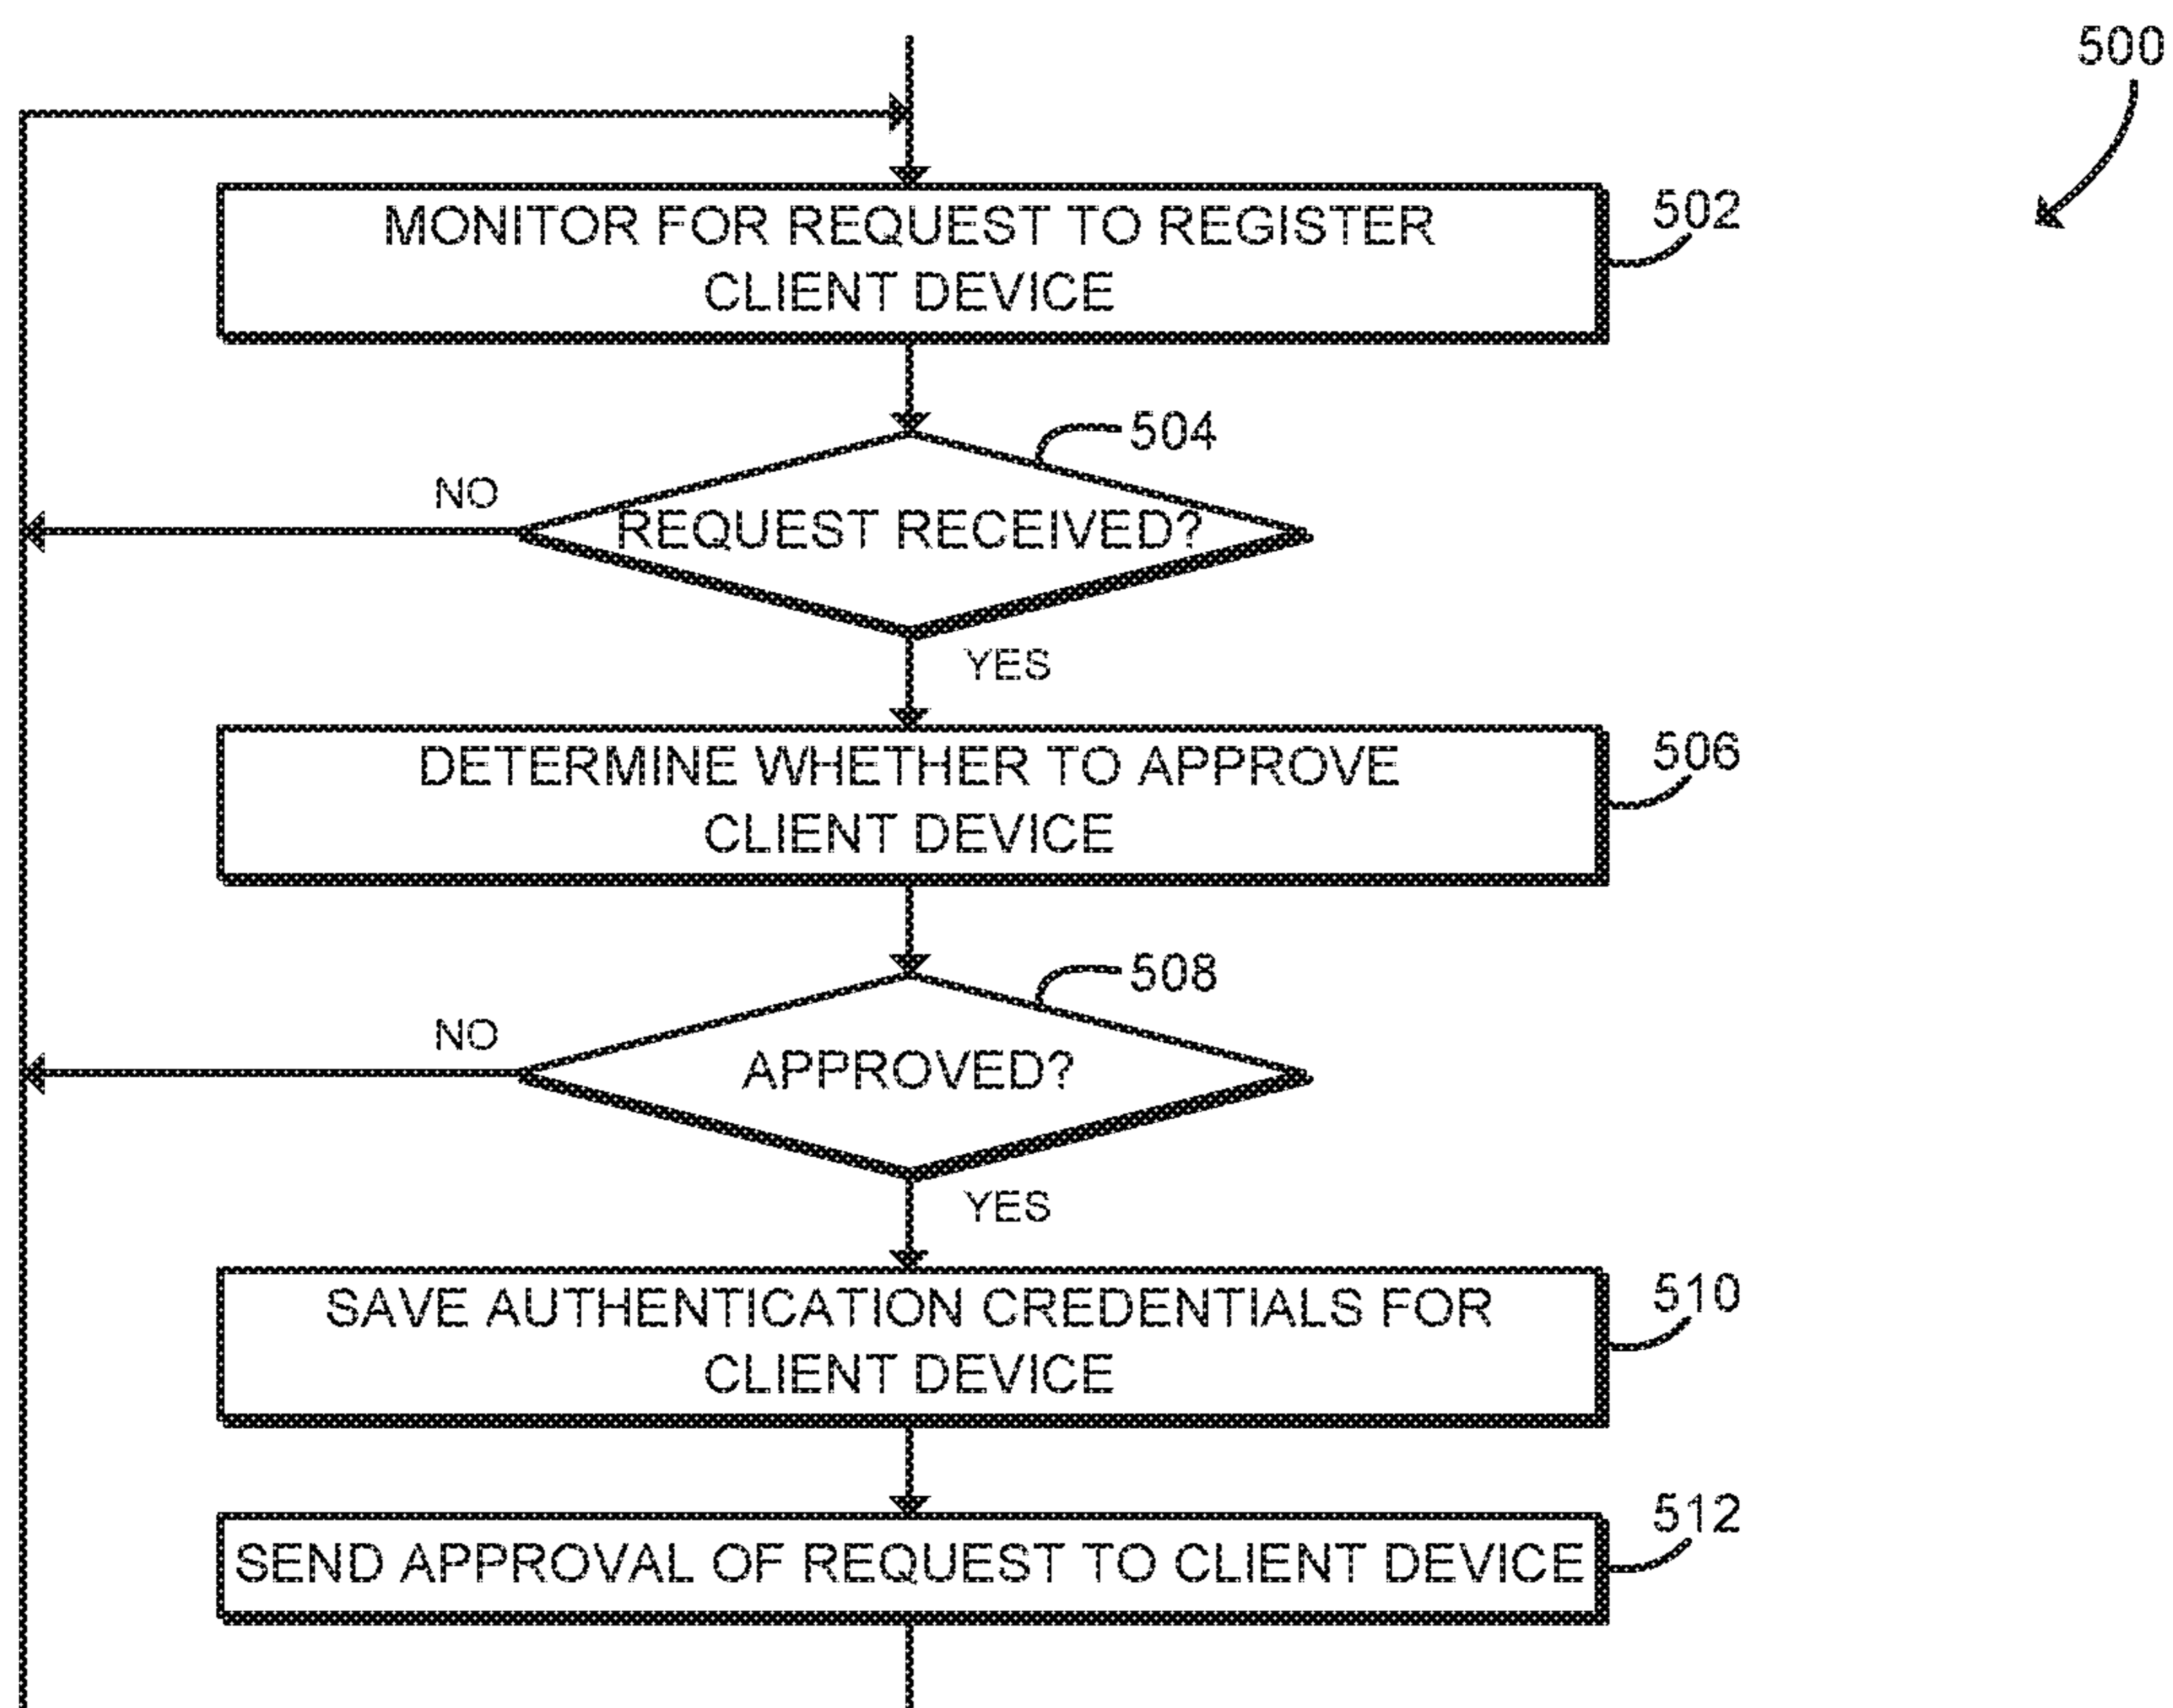 500
MONITOR FOR REQUEST TO REGISTER
CLIENT DEVICE
502
504
NO
REQUEST RECEIVED?
YES
DETERMINE WHETHER TO APPROVE
CLIENT DEVICE
506
508
NO
APPROVED?
YES
SAVE AUTHENTICATION CREDENTIALS FOR
CLIENT DEVICE
510
SEND APPROVAL OF REQUEST TO CLIENT DEVICE
512